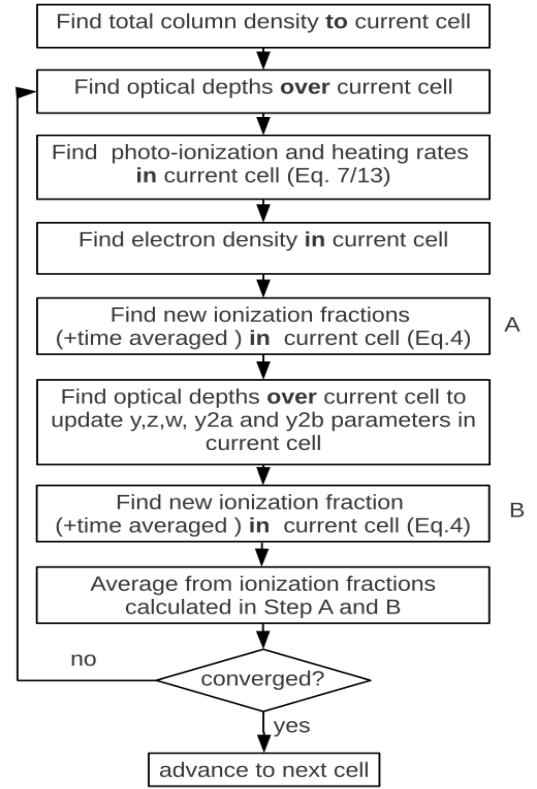 Find total column density to current cell
Find optical depths over current cell
Find photo-ionization and heating rates
in current cell (Eq. 7/13)
Find electron density in current cell
Find new ionization fractions
(+time averaged ) in current cell (Eq.4)
A
Find optical depths over current cell to
update y,z,w, y2a and y2b parameters in
current cell
Find new ionization fraction
(+time averaged ) in current cell (Eq.4)
B
Average from ionization fractions
calculated in Step A and B
no
converged?
yes
advance to next cell